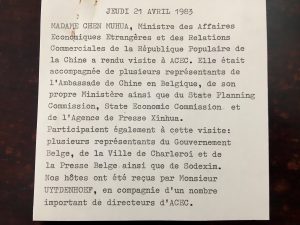 JEUDI 21 AVRIL 1983
MADAME CHEN MUHUA, Ministre des Affaires
Economiques Etrangères et des Relations
Commerciales de la République Populaire de
la Chine a rendu visite à ACEC. Elle était
accompagnée de plusieurs représentants de
l'Ambassade de Chine en Belgique, de son
propre Ministère ainsi que du State Planning
Commission, State Economic Commission et
de l'Agence de Presse Xinhua.
Participaient également à cette visite:
plusieurs représentants du Gouvernement
Belge, de la Ville de Charleroi et de
la Presse Belge ainsi que de Sodexin.
Nos hôtes ont été reçus par Monsieur
UYTDENHOEF, en compagnie d'un nombre
important de directeurs d'ACEC.